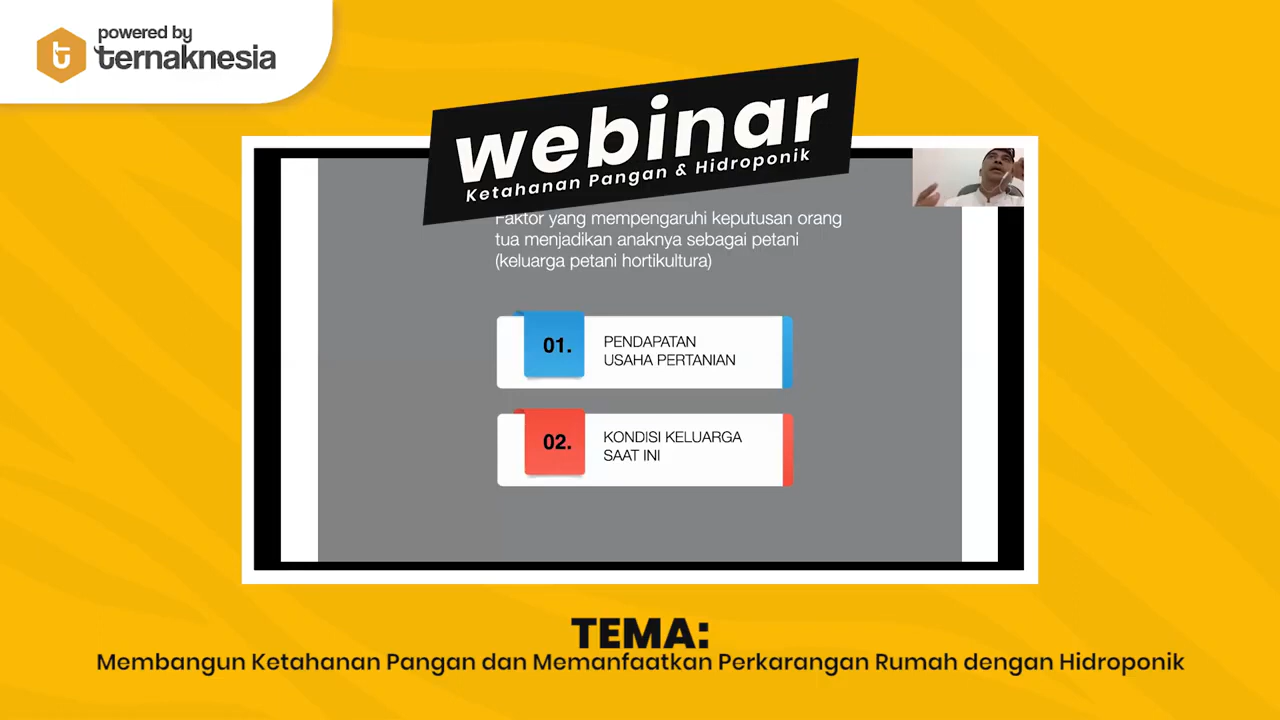 powered by
ternaknesia
webinar
Ketahanan Pangan & Hidroponik
Faktor yang mempengaruhi keputusan orang
tua menjadikan anaknya sebagai petani
(keluarga petani hortikultura)
01.
PENDAPATAN
USAHA PERTANIAN
02.
KONDISI KELUARGA
SAAT INI
TEMA:
Membangun Ketahanan Pangan dan Memanfaatkan Perkarangan Rumah dengan Hidroponik